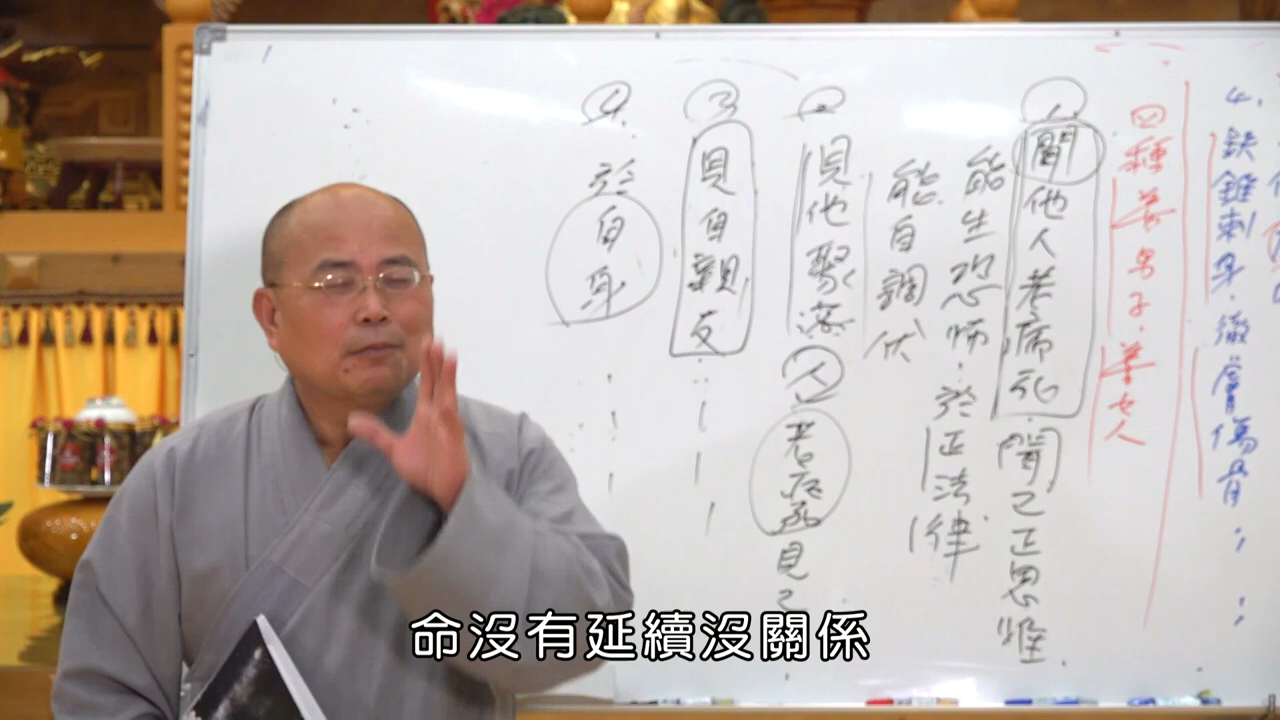 4. 鉄錐刺身.徹膚傷骨
四種善男子.善女人
① 聞他人老病死.聞已正思惟
能生恐怖.於正法律
能自調伏
② 見他聚落人老病死見已
③ 見自親友
④ 於自身
命沒有延續沒關係